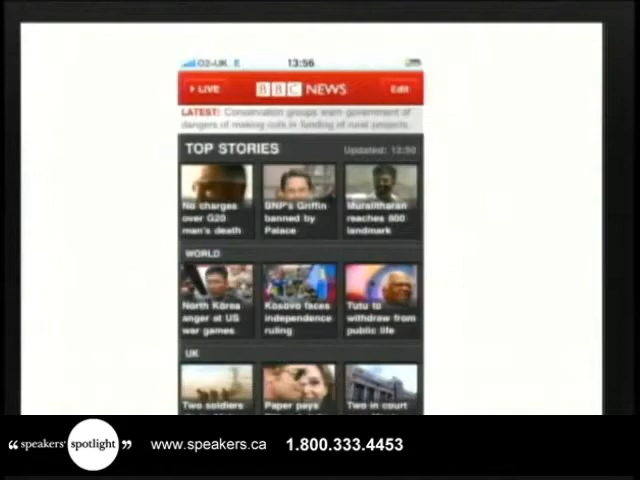 O2-UK E 13:56
LIVE BBC NEWS Edit
LATEST: Conservation groups warn government of
dangers of making cuts in funding of rural projects.
TOP STORIES Updated: 13:50
No charges
over G20
man's death
BNP's Griffin
banned by
Palace
Muralitharan
reaches 800
landmark
WORLD
North Korea
anger at US
war games
Kosovo faces
independence
ruling
Tutu to
withdraw from
public life
UK
Two soldiers
Paper pays
Two in court
“speakers' spotlight” www.speakers.ca 1.800.333.4453